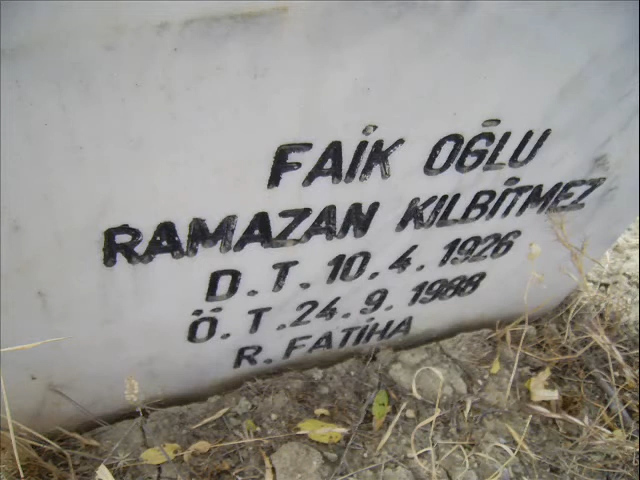 FAİK OĞLU
RAMAZAN KILBİTMEZ
D.T. 10.4.1926
Ö.T. 24.9.1988
R. FATİHA